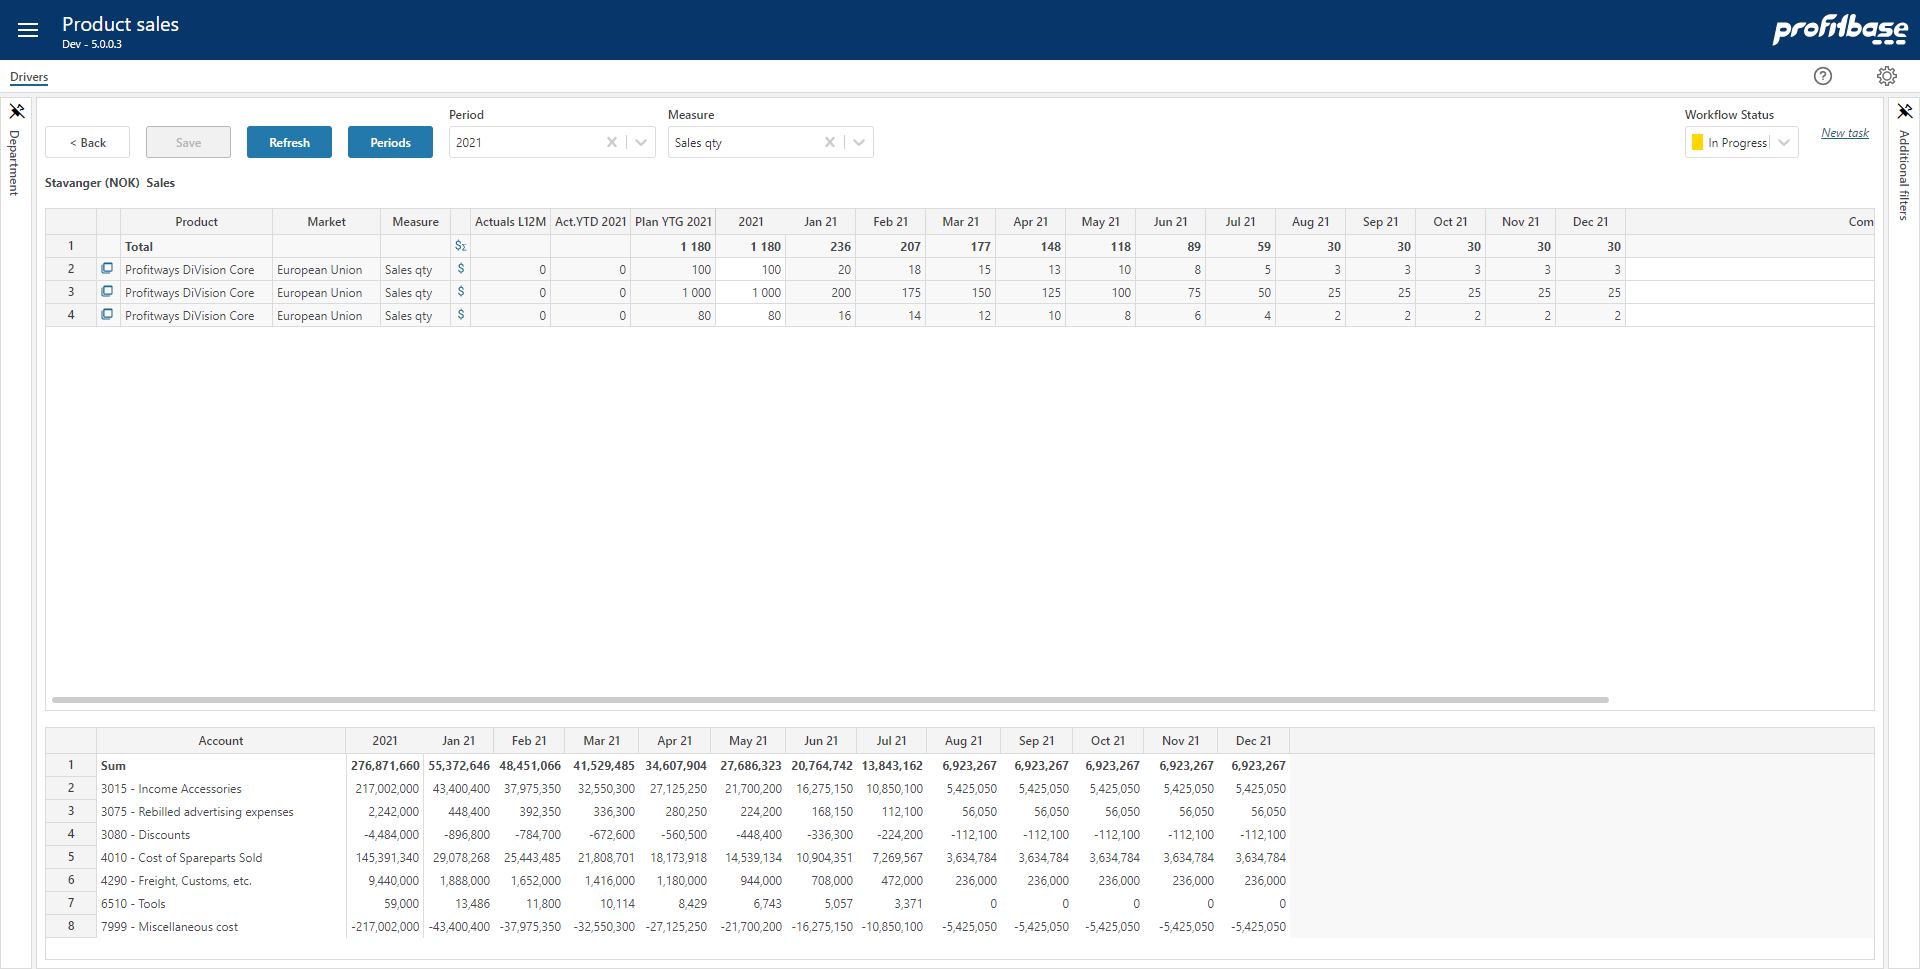 Product sales
Dev - 5.0.0.3
profitbase
Drivers
Department
Additional filters
Period
Measure
Workflow Status
< Back
Save
Refresh
Periods
2021
Sales qty
In Progress
New task
Stavanger (NOK) Sales
Product Market Measure Actuals L12M Act.YTD 2021 Plan YTG 2021 2021 Jan 21 Feb 21 Mar 21 Apr 21 May 21 Jun 21 Jul 21 Aug 21 Sep 21 Oct 21 Nov 21 Dec 21 Com
1 Total $Σ 1 180 1 180 236 207 177 148 118 89 59 30 30 30 30 30
2 Profitways DiVision Core European Union Sales qty $ 0 0 100 100 20 18 15 13 10 8 5 3 3 3 3 3
3 Profitways DiVision Core European Union Sales qty $ 0 0 1 000 1 000 200 175 150 125 100 75 50 25 25 25 25 25
4 Profitways DiVision Core European Union Sales qty $ 0 0 80 80 16 14 12 10 8 6 4 2 2 2 2 2
Account 2021 Jan 21 Feb 21 Mar 21 Apr 21 May 21 Jun 21 Jul 21 Aug 21 Sep 21 Oct 21 Nov 21 Dec 21
1 Sum 276,871,660 55,372,646 48,451,066 41,529,485 34,607,904 27,686,323 20,764,742 13,843,162 6,923,267 6,923,267 6,923,267 6,923,267 6,923,267
2 3015 - Income Accessories 217,002,000 43,400,400 37,975,350 32,550,300 27,125,250 21,700,200 16,275,150 10,850,100 5,425,050 5,425,050 5,425,050 5,425,050 5,425,050
3 3075 - Rebilled advertising expenses 2,242,000 448,400 392,350 336,300 280,250 224,200 168,150 112,100 56,050 56,050 56,050 56,050 56,050
4 3080 - Discounts -4,484,000 -896,800 -784,700 -672,600 -560,500 -448,400 -336,300 -224,200 -112,100 -112,100 -112,100 -112,100 -112,100
5 4010 - Cost of Spareparts Sold 145,391,340 29,078,268 25,443,485 21,808,701 18,173,918 14,539,134 10,904,351 7,269,567 3,634,784 3,634,784 3,634,784 3,634,784 3,634,784
6 4290 - Freight, Customs, etc. 9,440,000 1,888,000 1,652,000 1,416,000 1,180,000 944,000 708,000 472,000 236,000 236,000 236,000 236,000 236,000
7 6510 - Tools 59,000 13,486 11,800 10,114 8,429 6,743 5,057 3,371 0 0 0 0 0
8 7999 - Miscellaneous cost -217,002,000 -43,400,400 -37,975,350 -32,550,300 -27,125,250 -21,700,200 -16,275,150 -10,850,100 -5,425,050 -5,425,050 -5,425,050 -5,425,050 -5,425,050